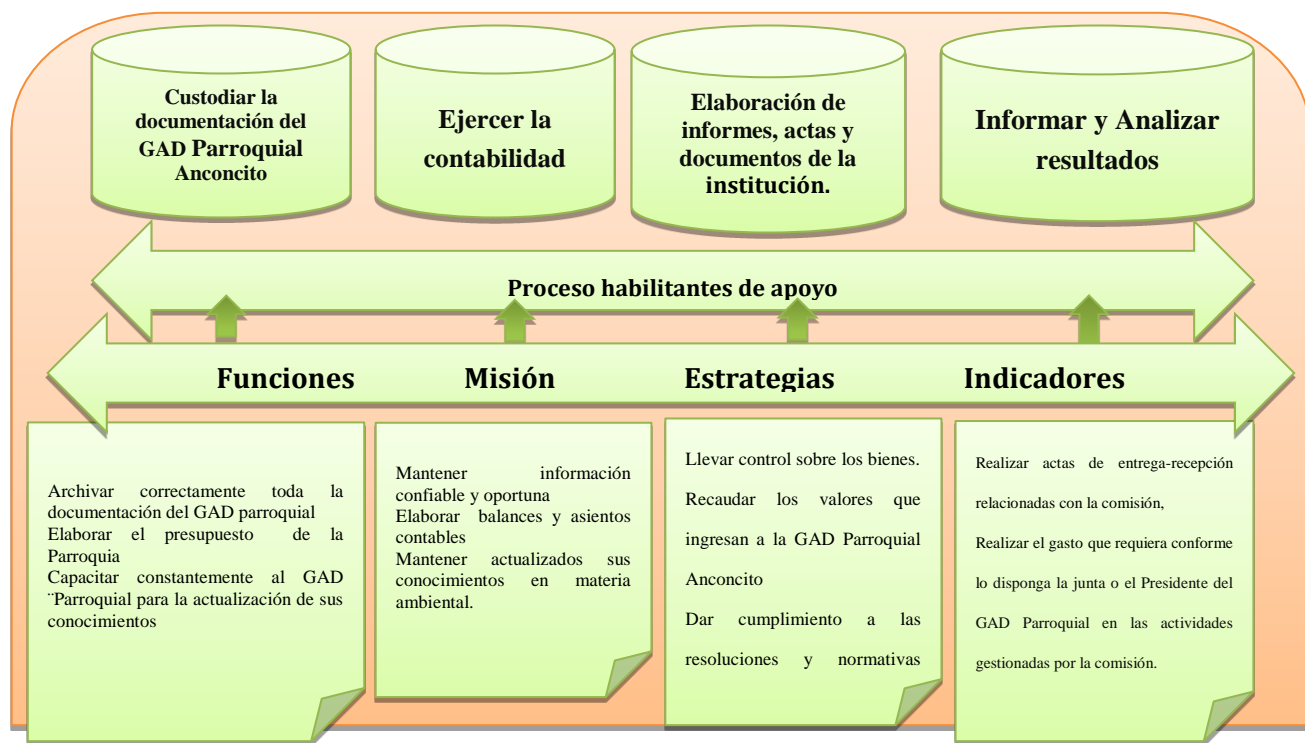 Custodiar la
documentación del
GAD Parroquial
Anconcito
Ejercer la
contabilidad
Elaboración de
informes, actas y
documentos de la
institución.
Informar y Analizar
resultados
Proceso habilitantes de apoyo
Funciones Misión Estrategias Indicadores
Archivar correctamente toda la
documentación del GAD parroquial
Elaborar el presupuesto de la
Parroquia
Capacitar constantemente al GAD
¨Parroquial para la actualización de sus
conocimientos
Mantener información
confiable y oportuna
Elaborar balances y asientos
contables
Mantener actualizados sus
conocimientos en materia
ambiental.
Llevar control sobre los bienes.
Recaudar los valores que
ingresan a la GAD Parroquial
Anconcito
Dar cumplimiento a las
resoluciones y normativas
Realizar actas de entrega-recepción
relacionadas con la comisión,
Realizar el gasto que requiera conforme
lo disponga la junta o el Presidente del
GAD Parroquial en las actividades
gestionadas por la comisión.